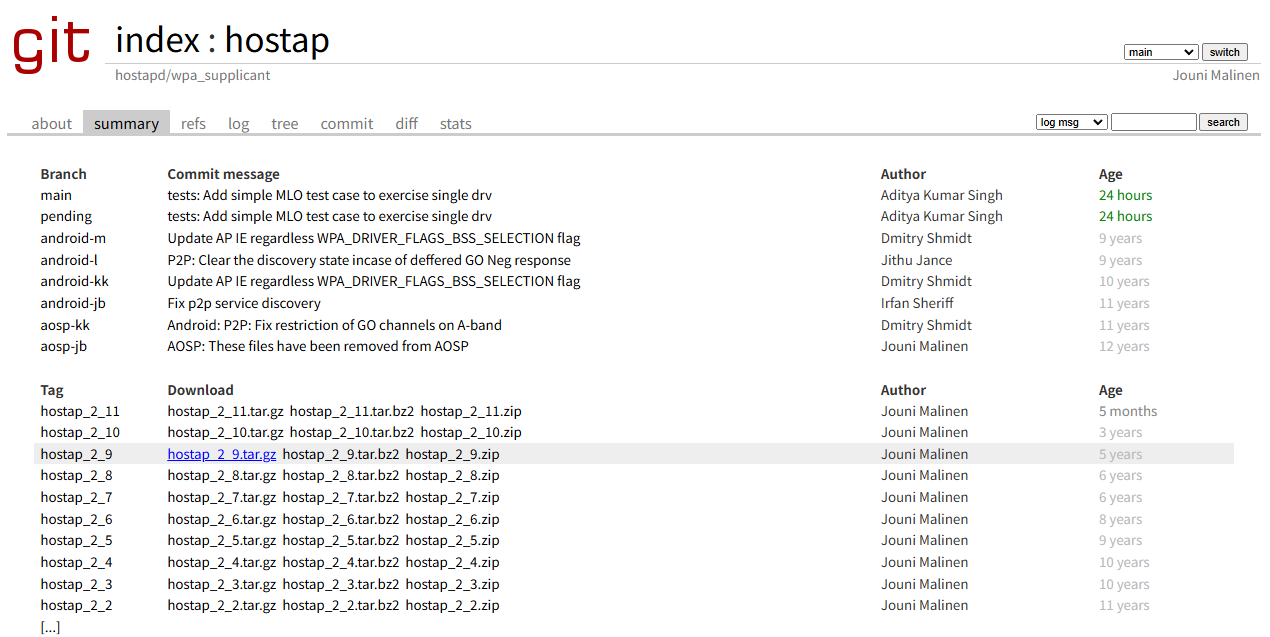 git index : hostap
main switch
hostapd/wpa_supplicant Jouni Malinen
about summary refs log tree commit diff stats log msg search
Branch Commit message Author Age
main tests: Add simple MLO test case to exercise single drv Aditya Kumar Singh 24 hours
pending tests: Add simple MLO test case to exercise single drv Aditya Kumar Singh 24 hours
android-m Update AP IE regardless WPA_DRIVER_FLAGS_BSS_SELECTION flag Dmitry Shmidt 9 years
android-l P2P: Clear the discovery state incase of deffered GO Neg response Jithu Jance 9 years
android-kk Update AP IE regardless WPA_DRIVER_FLAGS_BSS_SELECTION flag Dmitry Shmidt 10 years
android-jb Fix p2p service discovery Irfan Sheriff 11 years
aosp-kk Android: P2P: Fix restriction of GO channels on A-band Dmitry Shmidt 11 years
aosp-jb AOSP: These files have been removed from AOSP Jouni Malinen 12 years
Tag Download Author Age
hostap_2_11 hostap_2_11.tar.gz hostap_2_11.tar.bz2 hostap_2_11.zip Jouni Malinen 5 months
hostap_2_10 hostap_2_10.tar.gz hostap_2_10.tar.bz2 hostap_2_10.zip Jouni Malinen 3 years
hostap_2_9 hostap_2_9.tar.gz hostap_2_9.tar.bz2 hostap_2_9.zip Jouni Malinen 5 years
hostap_2_8 hostap_2_8.tar.gz hostap_2_8.tar.bz2 hostap_2_8.zip Jouni Malinen 6 years
hostap_2_7 hostap_2_7.tar.gz hostap_2_7.tar.bz2 hostap_2_7.zip Jouni Malinen 6 years
hostap_2_6 hostap_2_6.tar.gz hostap_2_6.tar.bz2 hostap_2_6.zip Jouni Malinen 8 years
hostap_2_5 hostap_2_5.tar.gz hostap_2_5.tar.bz2 hostap_2_5.zip Jouni Malinen 9 years
hostap_2_4 hostap_2_4.tar.gz hostap_2_4.tar.bz2 hostap_2_4.zip Jouni Malinen 10 years
hostap_2_3 hostap_2_3.tar.gz hostap_2_3.tar.bz2 hostap_2_3.zip Jouni Malinen 10 years
hostap_2_2 hostap_2_2.tar.gz hostap_2_2.tar.bz2 hostap_2_2.zip Jouni Malinen 11 years
[...]